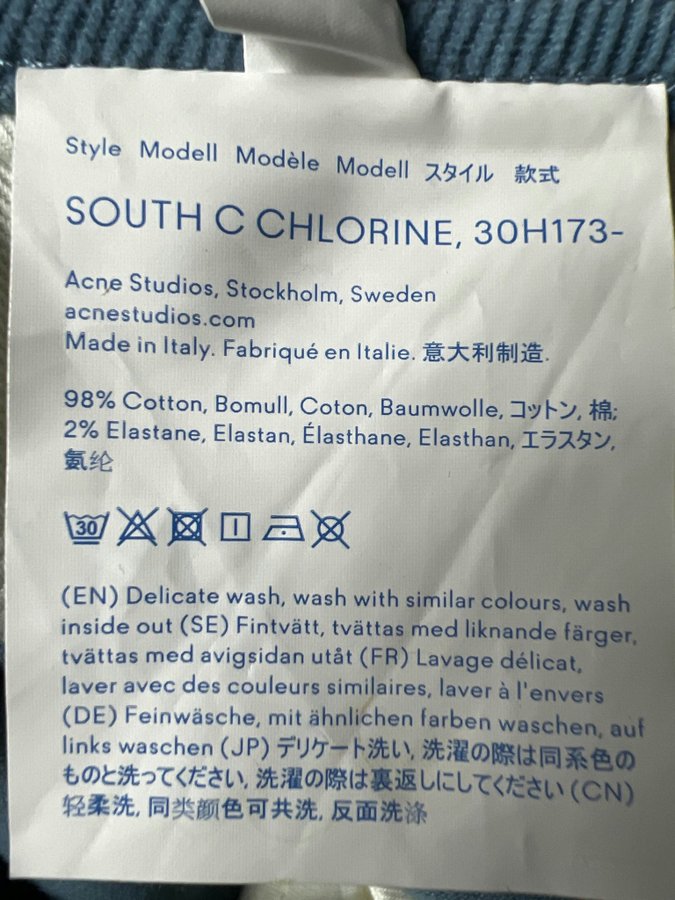 Style Modell Modèle Modell スタイル 款式
SOUTH C CHLORINE, 30H173-
Acne Studios, Stockholm, Sweden
acnestudios.com
Made in Italy. Fabriqué en Italie. 意大利制造.
98% Cotton, Bomull, Coton, Baumwolle, コットン, 棉;
2% Elastane, Elastan, Élasthane, Elasthan, エラスタン,
氨纶
30
(EN) Delicate wash, wash with similar colours, wash
inside out (SE) Fintvätt, tvättas med liknande färger,
tvättas med avigsidan utåt (FR) Lavage délicat,
laver avec des couleurs similaires, laver à l'envers
(DE) Feinwäsche, mit ähnlichen farben waschen, auf
links waschen (JP) デリケート洗い, 洗濯の際は同系色の
ものと洗ってください, 洗濯の際は裏返しにしてください (CN)
轻柔洗, 同类颜色可共洗, 反面洗涤